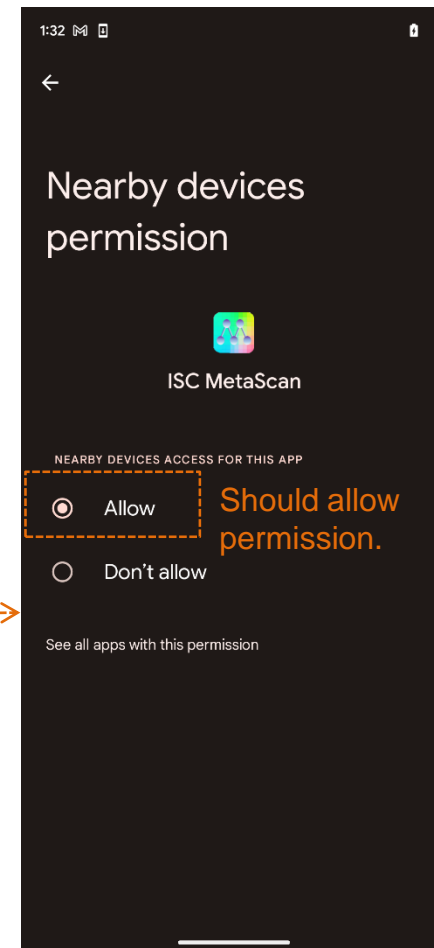 1:32
Nearby devices
permission
ISC MetaScan
NEARBY DEVICES ACCESS FOR THIS APP
Allow
Should allow
permission.
Don't allow
See all apps with this permission